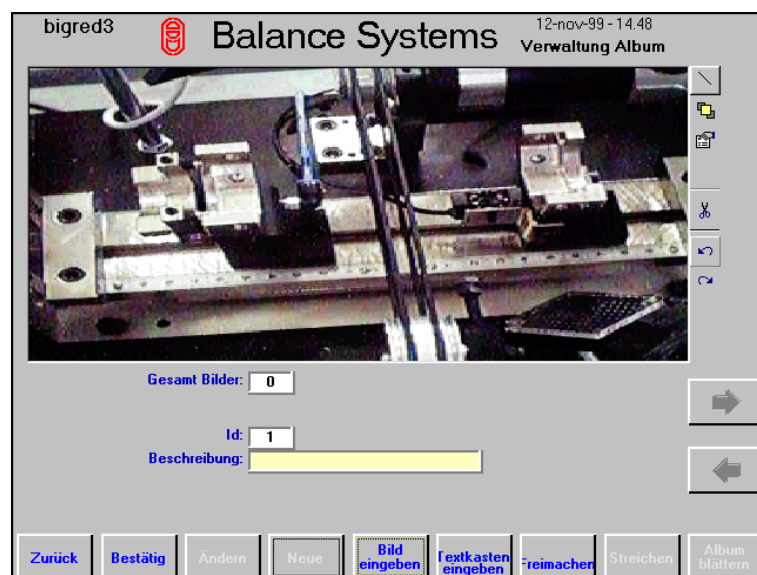 bigred3
Balance Systems
12-nov-99 - 14.48
Verwaltung Album
Gesamt Bilder: 0
Id: 1
Beschreibung:
Zurück
Bestätig
Ändern
Neue
Bild
eingeben
Textkasten
eingeben
Freimachen
Streichen
Album
blättern